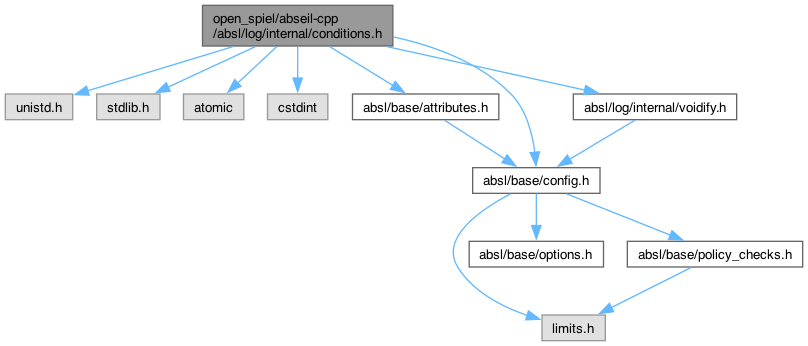 open_spiel/abseil-cpp
/absl/log/internal/conditions.h
unistd.h
stdlib.h
atomic
cstdint
absl/base/attributes.h
absl/log/internal/voidify.h
absl/base/config.h
absl/base/options.h
absl/base/policy_checks.h
limits.h